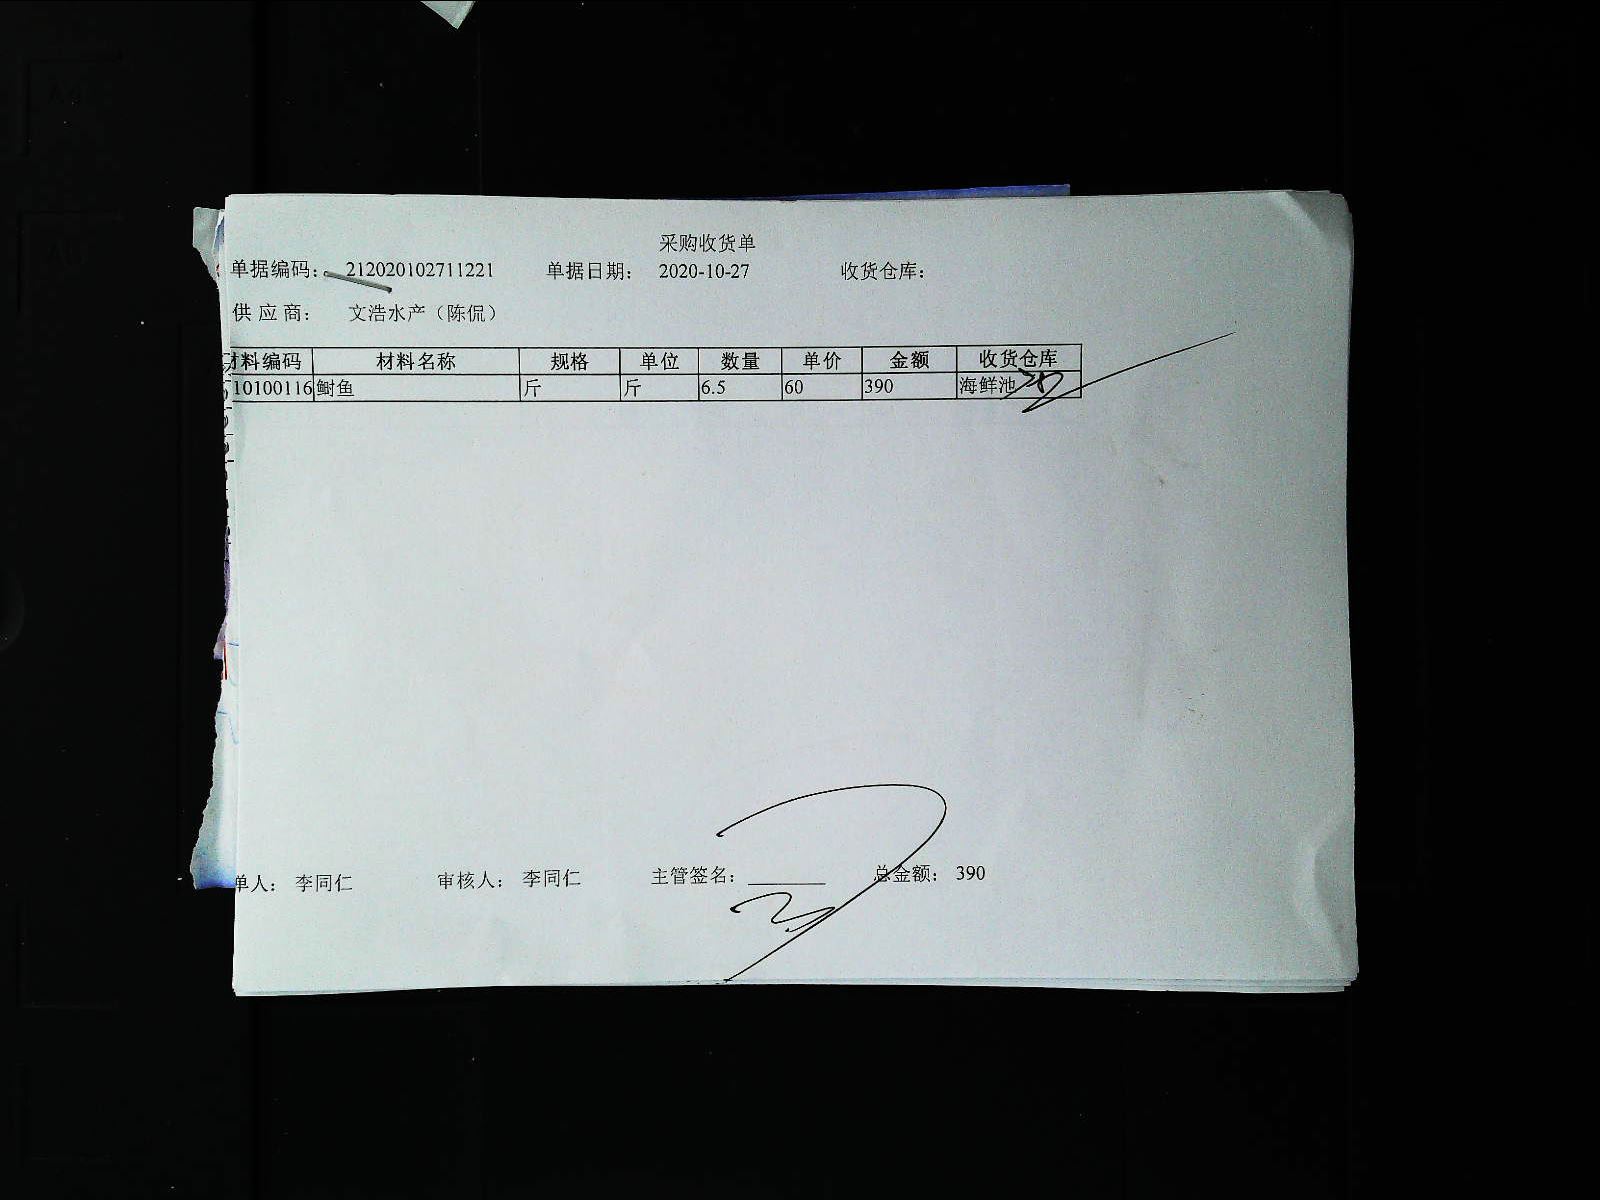 采购收货单
单据编码： 212020102711221 单据日期： 2020-10-27 收货仓库：
供 应 商： 文浩水产（陈侃）
材料编码 材料名称 规格 单位 数量 单价 金额 收货仓库
10100116 鲥鱼 斤 斤 6.5 60 390 海鲜池
单人： 李同仁 审核人： 李同仁 主管签名： 总金额： 390